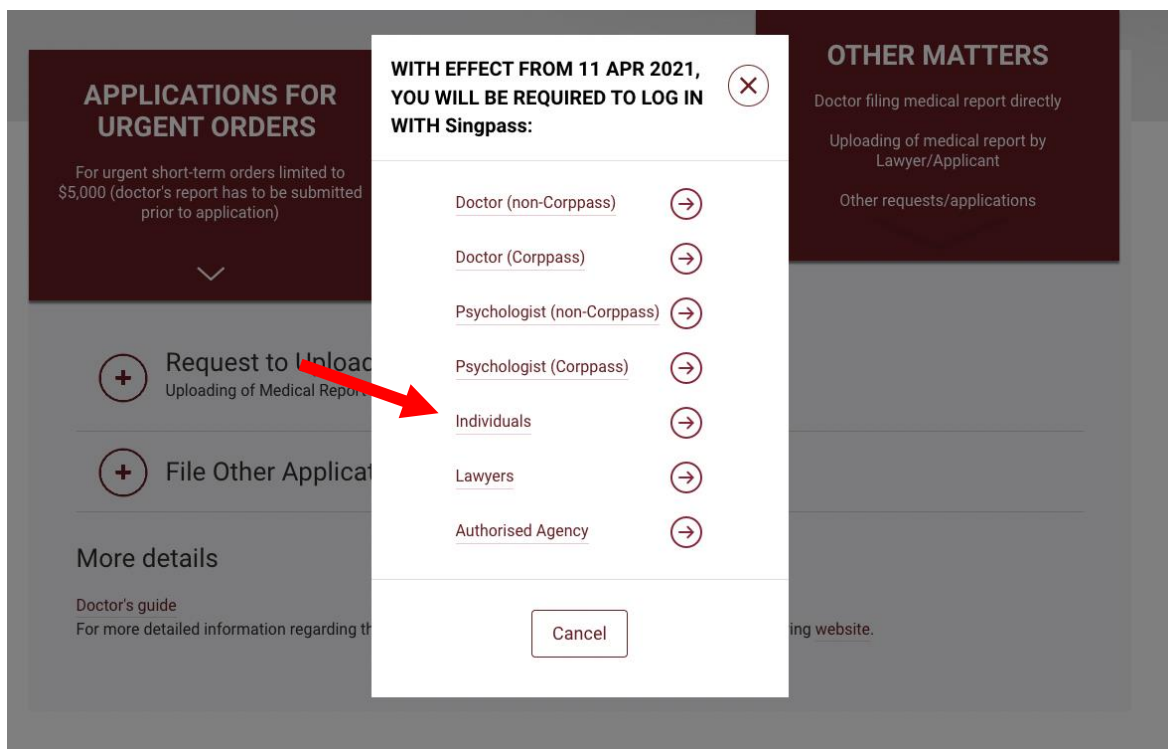 APPLICATIONS FOR
URGENT ORDERS
For urgent short-term orders limited to
$5,000 (doctor's report has to be submitted
prior to application)
WITH EFFECT FROM 11 APR 2021,
YOU WILL BE REQUIRED TO LOG IN
WITH Singpass:
Doctor (non-Corppass)
Doctor (Corppass)
Psychologist (non-Corppass)
Psychologist (Corppass)
Individuals
Lawyers
Authorised Agency
Cancel
OTHER MATTERS
Doctor filing medical report directly
Uploading of medical report by
Lawyer/Applicant
Other requests/applications
Request to
Uploading of Medical Report
File Other
More details
Doctor's guide
For more detailed information regarding
website.